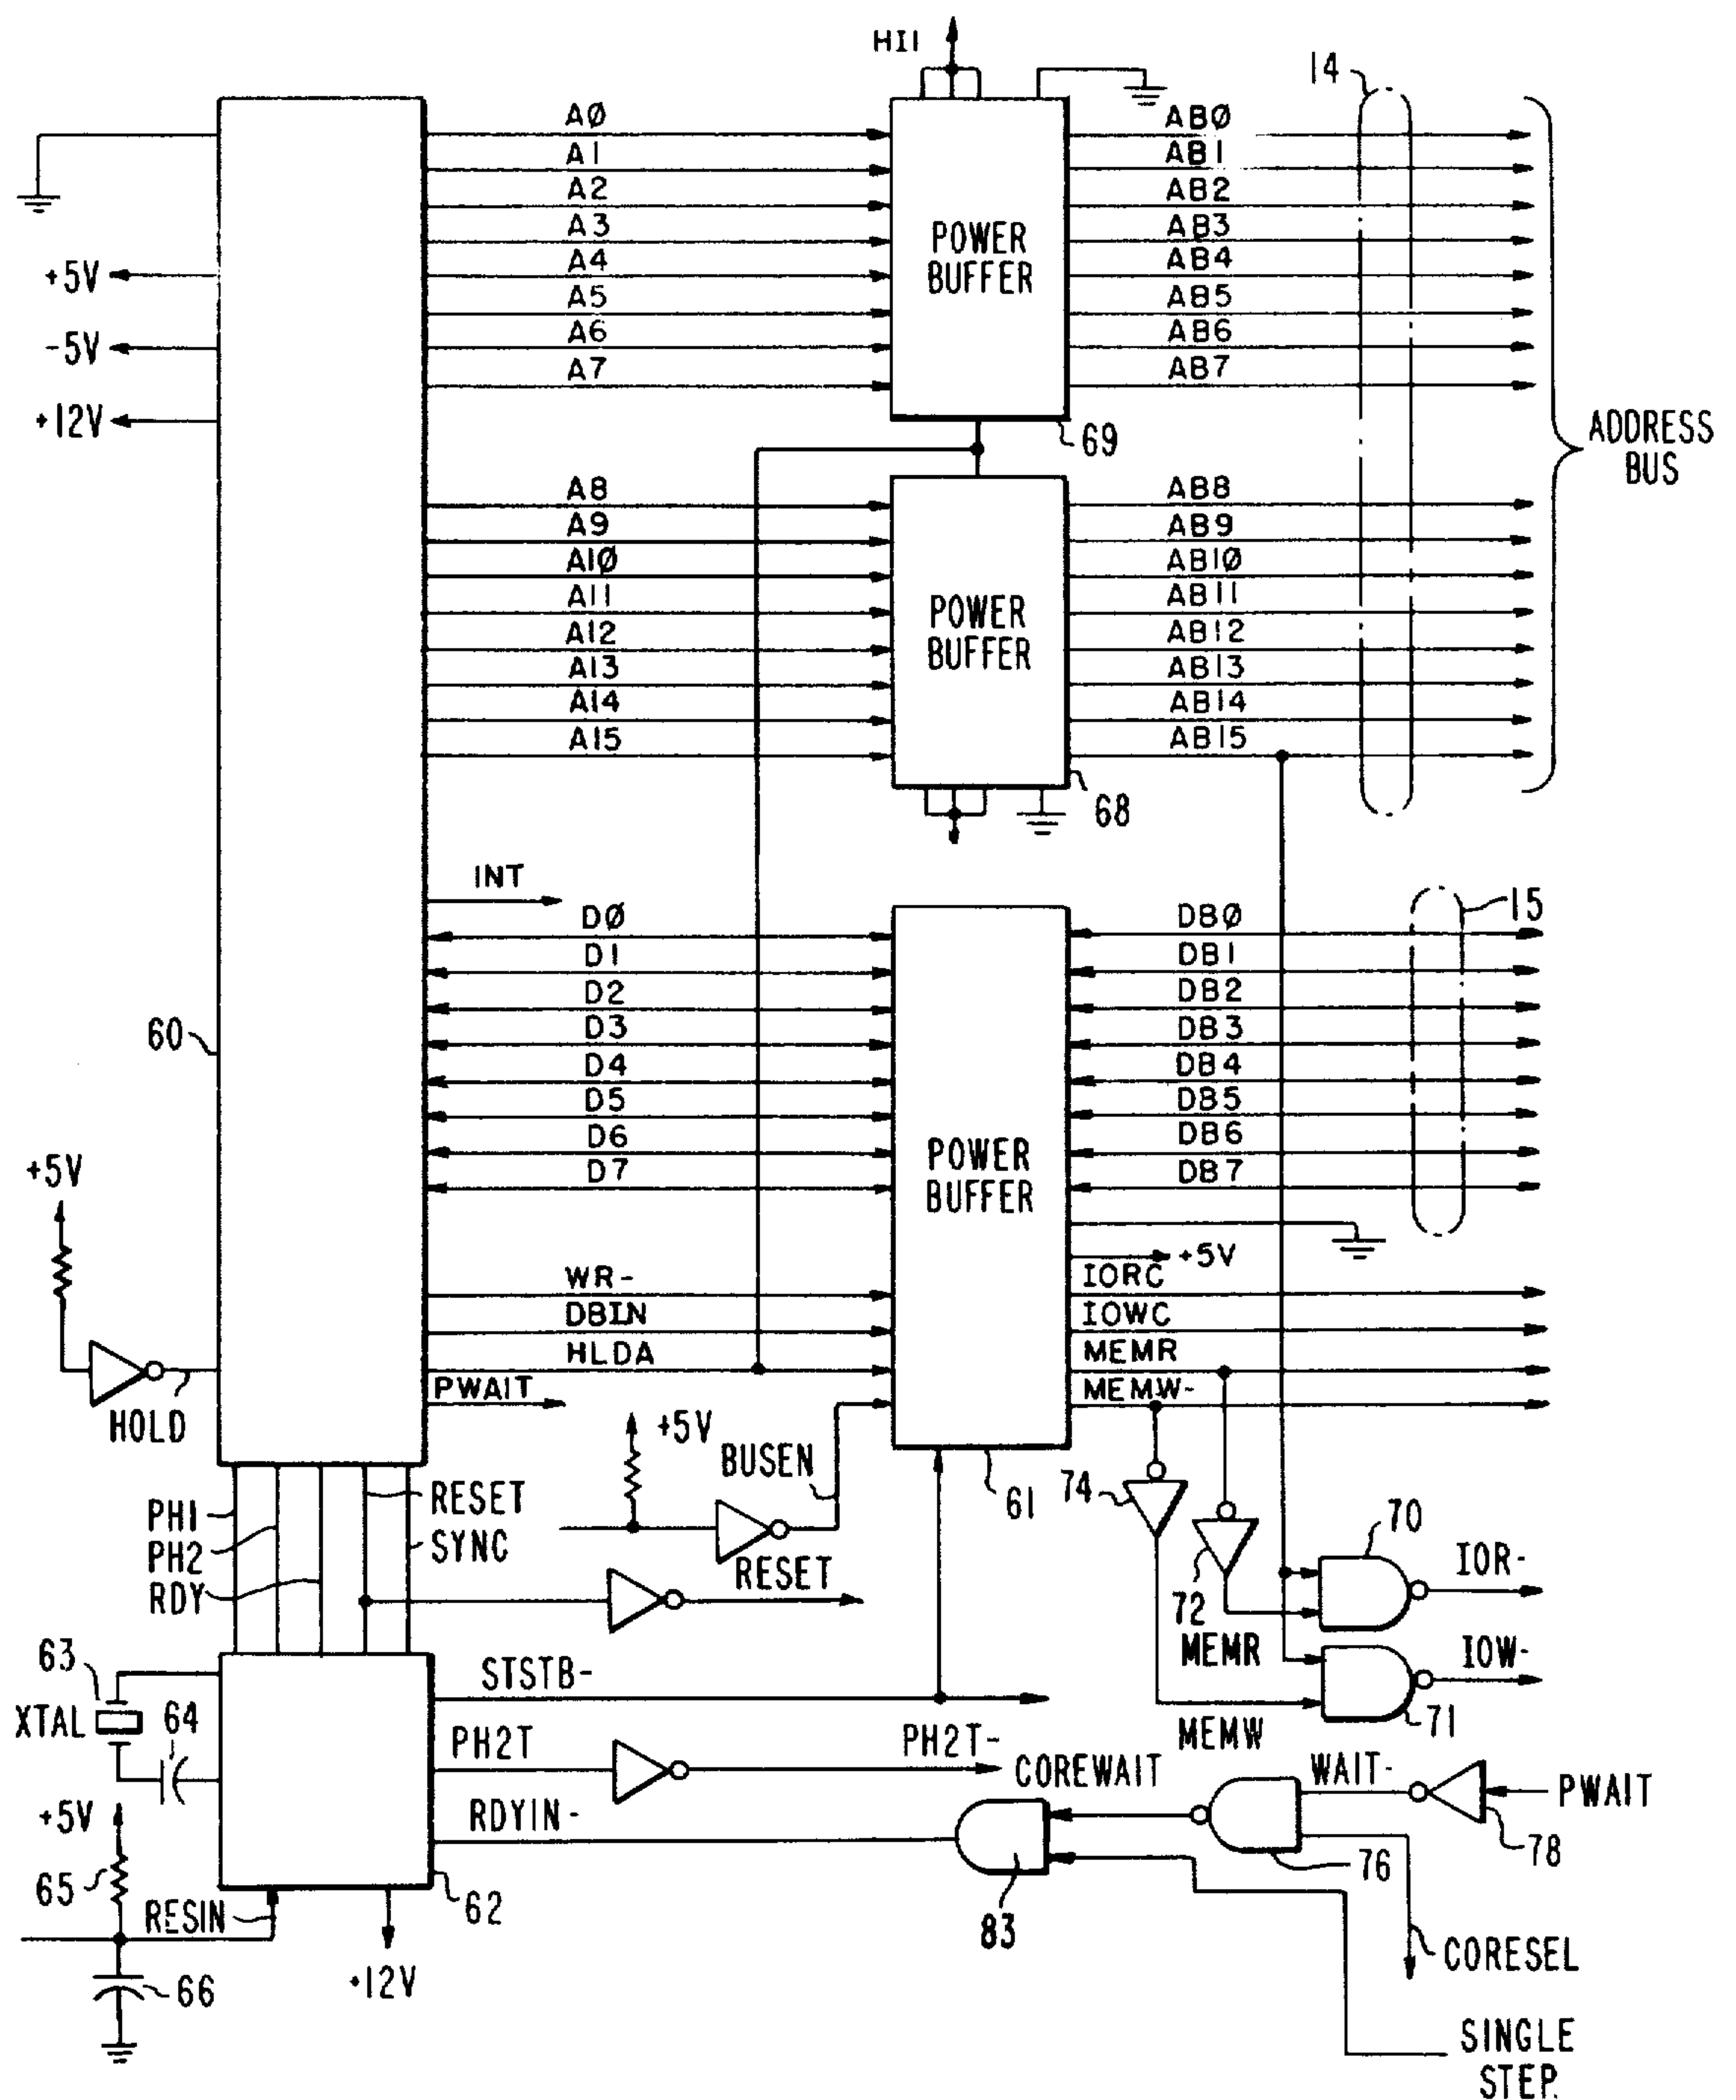 HI1
14
AØ
A1
A2
A3
A4
A5
A6
A7
POWER
BUFFER
ABØ
AB1
AB2
AB3
AB4
AB5
AB6
AB7
+5V
-5V
+12V
69
ADDRESS
BUS
A8
A9
A1Ø
A11
A12
A13
A14
A15
POWER
BUFFER
AB8
AB9
AB1Ø
AB11
AB12
AB13
AB14
AB15
68
INT
15
60
DØ
D1
D2
D3
D4
D5
D6
D7
POWER
BUFFER
DBØ
DB1
DB2
DB3
DB4
DB5
DB6
DB7
+5V
+5V
WR-
DBIN
HLDA
PWAIT
IORC
IOWC
MEMR
MEMW-
HOLD
+5V
BUSEN
61
74
PH1
PH2
RDY
RESET
SYNC
RESET
72
MEMR
70
IOR-
IOW-
71
MEMW
63
XTAL
64
STSTB-
PH2T
PH2T-
COREWAIT
WAIT-
PWAIT
78
RDYIN-
83
76
+5V
65
RESIN
62
+12V
66
CORESEL
SINGLE
STEP.